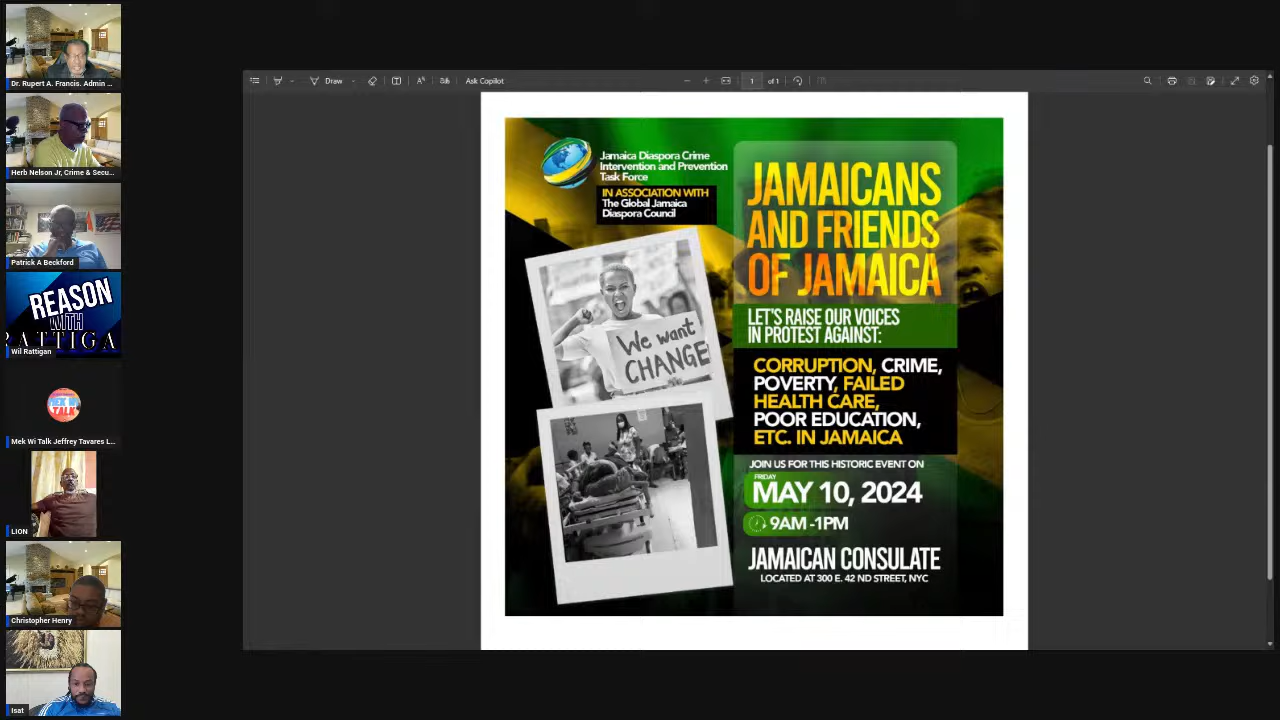 Dr. Rupert A. Francis. Admin ...
Herb Nelson Jr, Crime & Secu...
Patrick A Beckford
REASON
WITH
RATTIGA
Wil Rattigan
MEK WI
TALK
Mek Wi Talk Jeffrey Tavares L...
LION
Christopher Henry
Isat
Draw
Ask Copilot
1 of 1
Jamaica Diaspora Crime
Intervention and Prevention
Task Force
IN ASSOCIATION WITH
The Global Jamaica
Diaspora Council
We want
CHANGE
JAMAICANS
AND FRIENDS
OF JAMAICA
LET'S RAISE OUR VOICES
IN PROTEST AGAINST:
CORRUPTION, CRIME,
POVERTY, FAILED
HEALTH CARE,
POOR EDUCATION,
ETC. IN JAMAICA
JOIN US FOR THIS HISTORIC EVENT ON
FRIDAY
MAY 10, 2024
9AM -1PM
JAMAICAN CONSULATE
LOCATED AT 300 E. 42 ND STREET, NYC